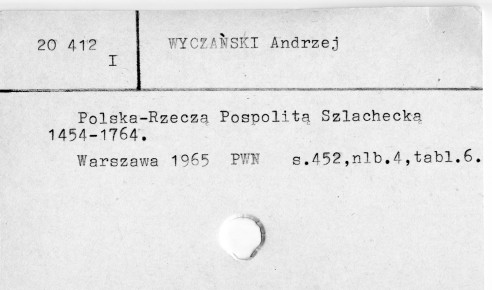 20 412 WYCZAŃSKI Andrzej
I
Polska-Rzeczą Pospolitą Szlachecką
1454-1764.
Warszawa 1965 PWN s.452,nlb.4,tabl.6.